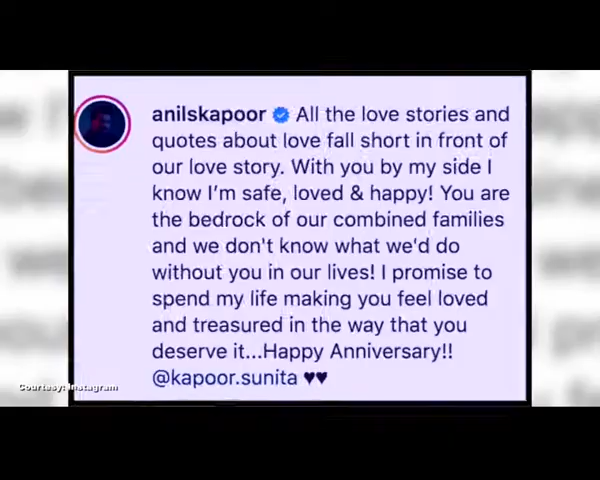 anilskapoor All the love stories and
quotes about love fall short in front of
our love story. With you by my side I
know I'm safe, loved & happy! You are
the bedrock of our combined families
and we don't know what we'd do
without you in our lives! I promise to
spend my life making you feel loved
and treasured in the way that you
deserve it...Happy Anniversary!!
@kapoor.sunita ♥♥
Courtesy: Instagram